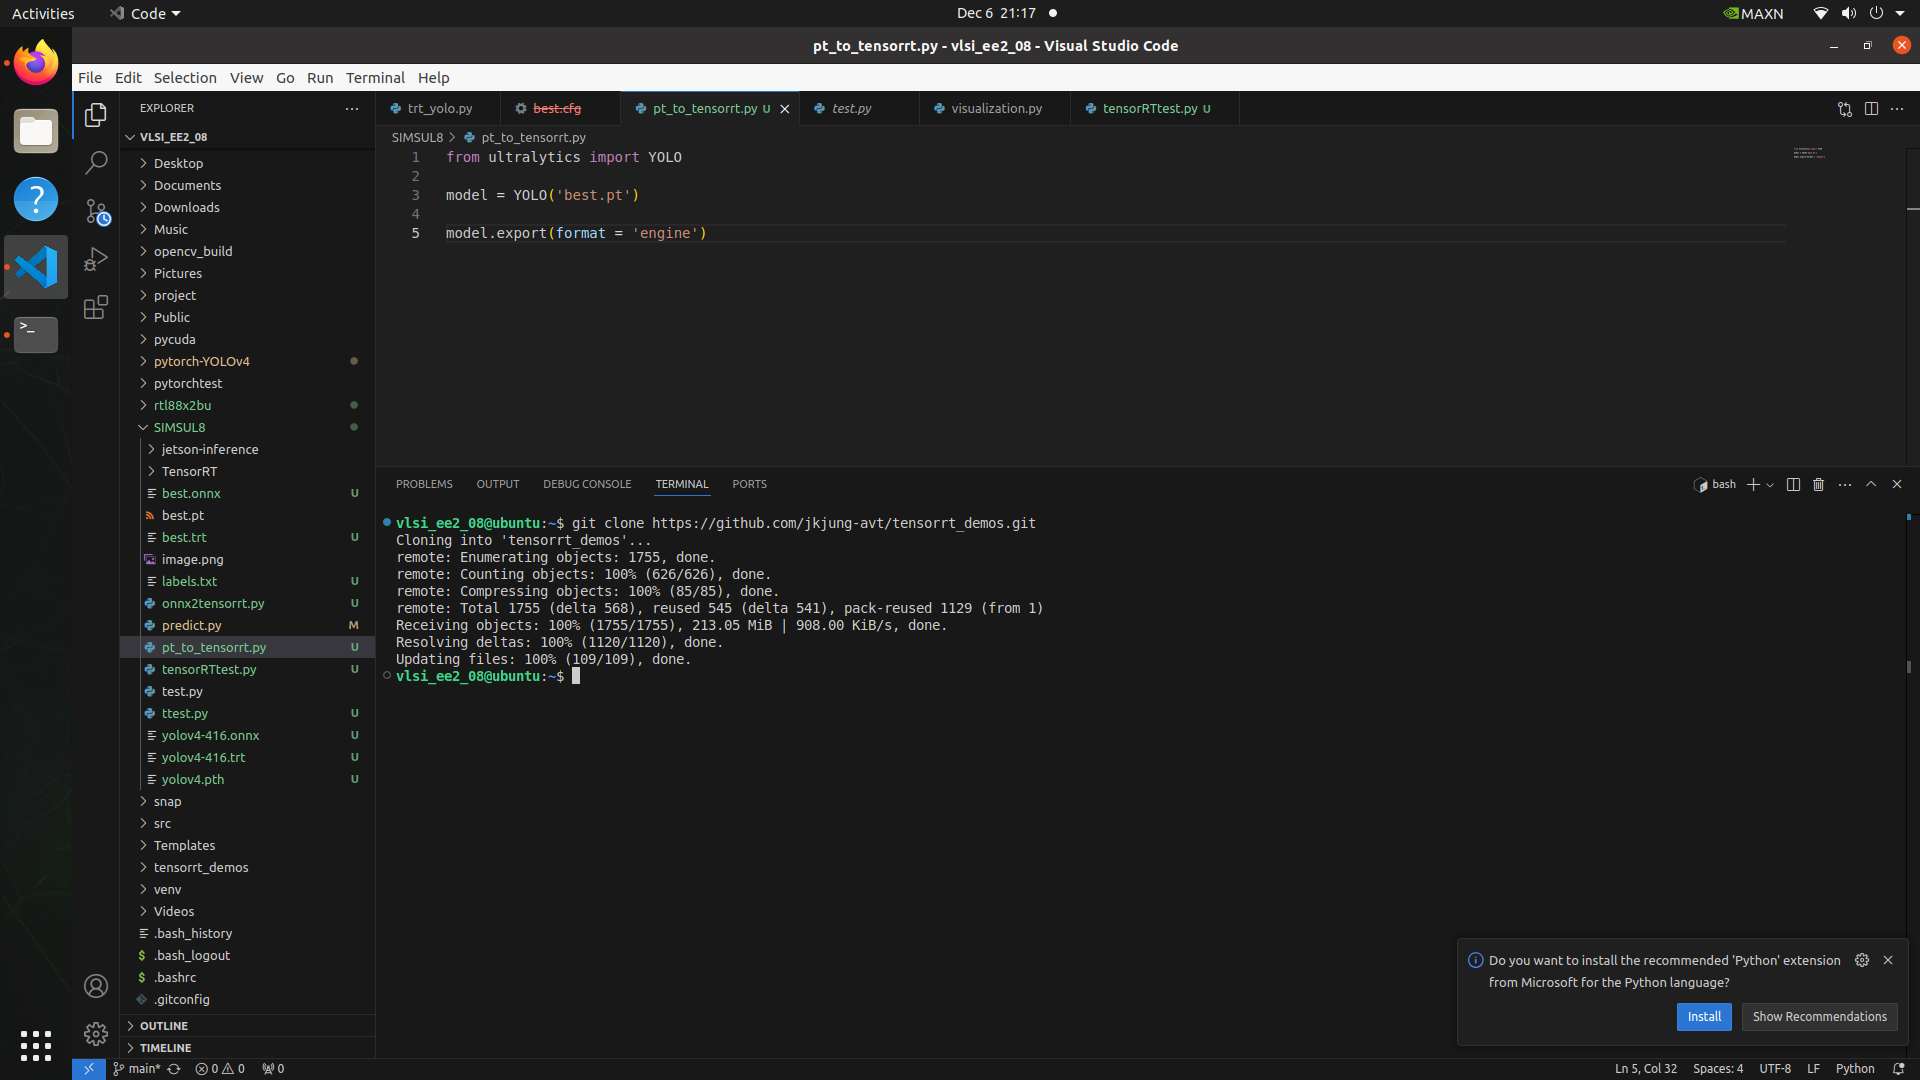 Activities
Code
Dec 6 21:17
MAXN
pt_to_tensorrt.py - vlsi_ee2_08 - Visual Studio Code
File Edit Selection View Go Run Terminal Help
EXPLORER
VLSI_EE2_08
Desktop
Documents
Downloads
Music
opencv_build
Pictures
project
Public
pycuda
pytorch-YOLOv4
pytorchtest
rtl88x2bu
SIMSUL8
jetson-inference
TensorRT
best.onnx U
best.pt
best.trt U
image.png
labels.txt U
onnx2tensorrt.py U
predict.py M
pt_to_tensorrt.py U
tensorRTtest.py U
test.py
ttest.py U
yolov4-416.onnx U
yolov4-416.trt U
yolov4.pth U
snap
src
Templates
tensorrt_demos
venv
Videos
.bash_history
.bash_logout
.bashrc
.gitconfig
OUTLINE
TIMELINE
trt_yolo.py
best.cfg
pt_to_tensorrt.py U
test.py
visualization.py
tensorRTtest.py U
SIMSUL8 > pt_to_tensorrt.py
1 from ultralytics import YOLO
2
3 model = YOLO('best.pt')
4
5 model.export(format = 'engine')
PROBLEMS OUTPUT DEBUG CONSOLE TERMINAL PORTS
bash
vlsi_ee2_08@ubuntu:~$ git clone https://github.com/jkjung-avt/tensorrt_demos.git
Cloning into 'tensorrt_demos'...
remote: Enumerating objects: 1755, done.
remote: Counting objects: 100% (626/626), done.
remote: Compressing objects: 100% (85/85), done.
remote: Total 1755 (delta 568), reused 545 (delta 541), pack-reused 1129 (from 1)
Receiving objects: 100% (1755/1755), 213.05 MiB | 908.00 KiB/s, done.
Resolving deltas: 100% (1120/1120), done.
Updating files: 100% (109/109), done.
vlsi_ee2_08@ubuntu:~$
Do you want to install the recommended 'Python' extension
from Microsoft for the Python language?
Install
Show Recommendations
main* 0 0 0
Ln 5, Col 32 Spaces: 4 UTF-8 LF Python